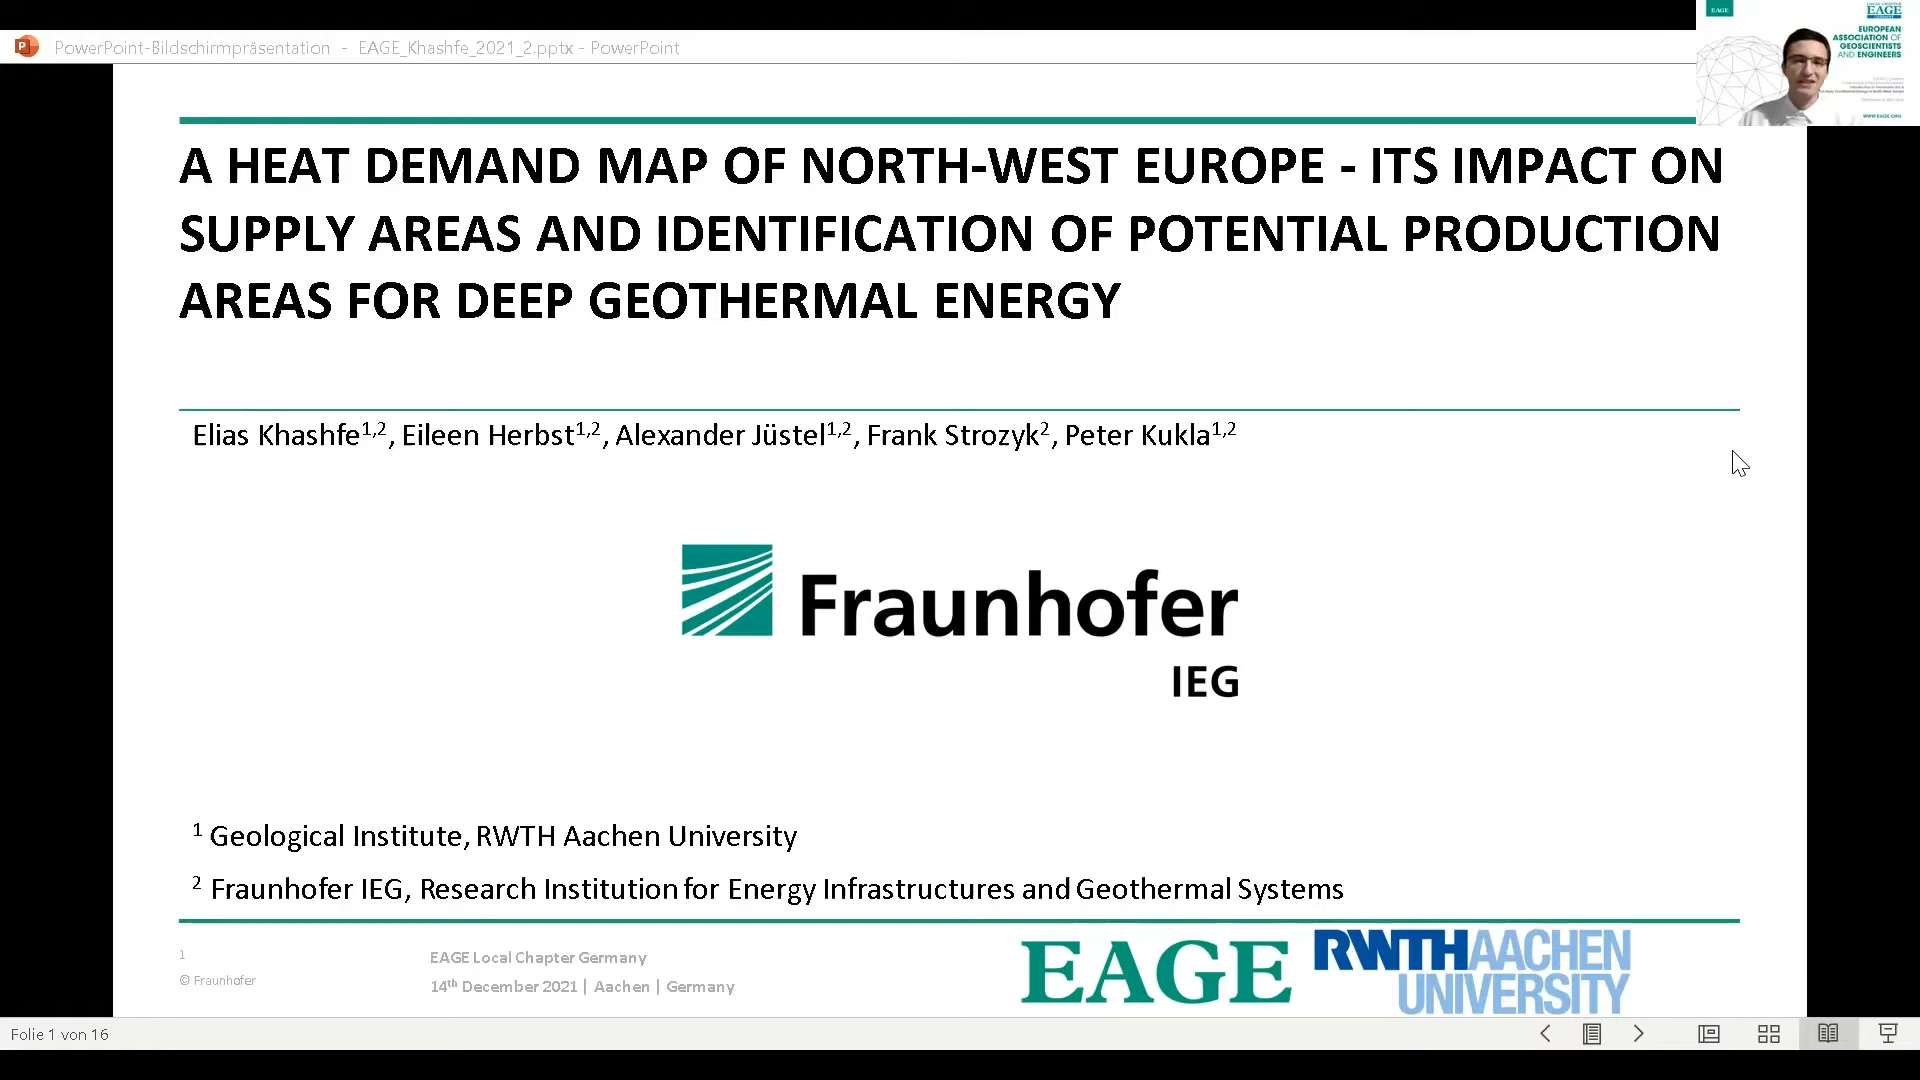 EAGE
EAGE
EUROPEAN
ASSOCIATION OF
GEOSCIENTISTS
AND ENGINEERS
WWW.EAGE.ORG
PowerPoint-Bildschirmpräsentation - EAGE_Khashfe_2021_2.pptx - PowerPoint
A HEAT DEMAND MAP OF NORTH-WEST EUROPE - ITS IMPACT ON
SUPPLY AREAS AND IDENTIFICATION OF POTENTIAL PRODUCTION
AREAS FOR DEEP GEOTHERMAL ENERGY
Elias Khashfe1,2, Eileen Herbst1,2, Alexander Jüstel1,2, Frank Strozyk2, Peter Kukla1,2
Fraunhofer
IEG
1 Geological Institute, RWTH Aachen University
2 Fraunhofer IEG, Research Institution for Energy Infrastructures and Geothermal Systems
1
© Fraunhofer
EAGE Local Chapter Germany
14th December 2021 | Aachen | Germany
EAGE
RWTHAACHEN
UNIVERSITY
Folie 1 von 16